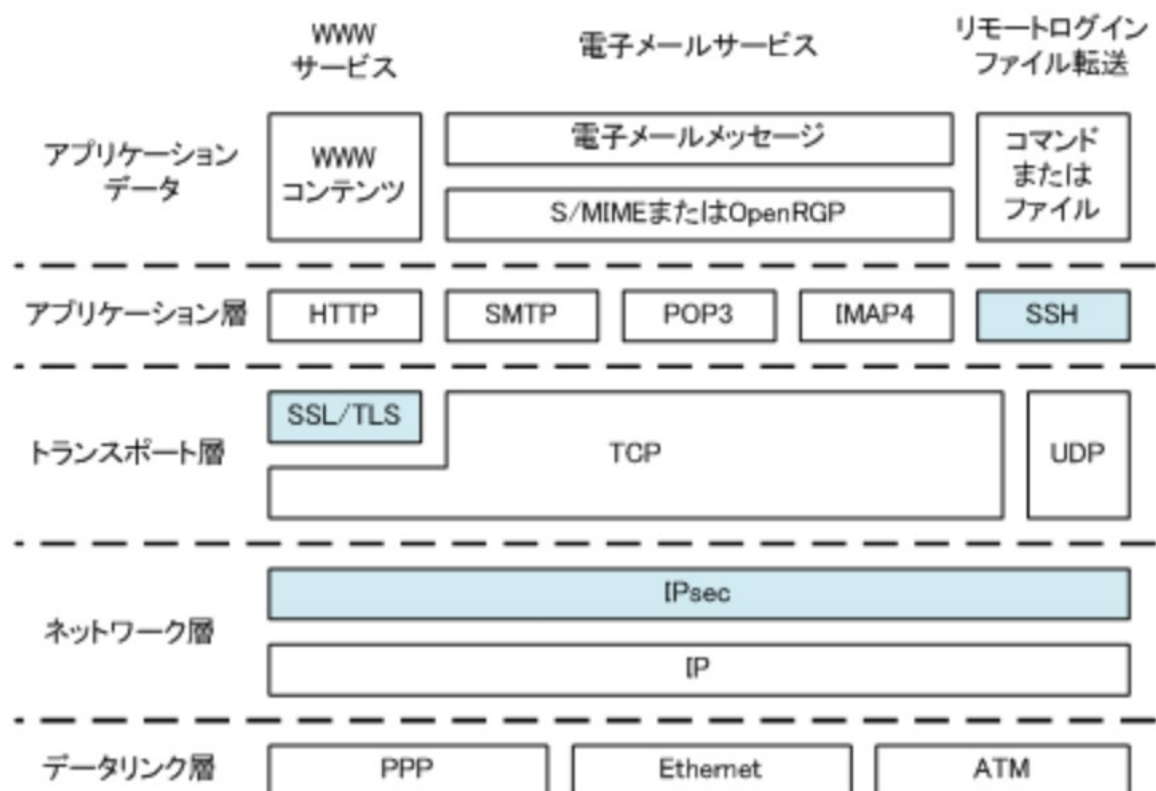 WWW
サービス
電子メールサービス
リモートログイン
ファイル転送
アプリケーション
データ
WWW
コンテンツ
電子メールメッセージ
S/MIMEまたはOpenRGP
コマンド
または
ファイル
アプリケーション層
HTTP
SMTP
POP3
IMAP4
SSH
トランスポート層
SSL/TLS
TCP
UDP
ネットワーク層
IPsec
IP
データリンク層
PPP
Ethernet
ATM